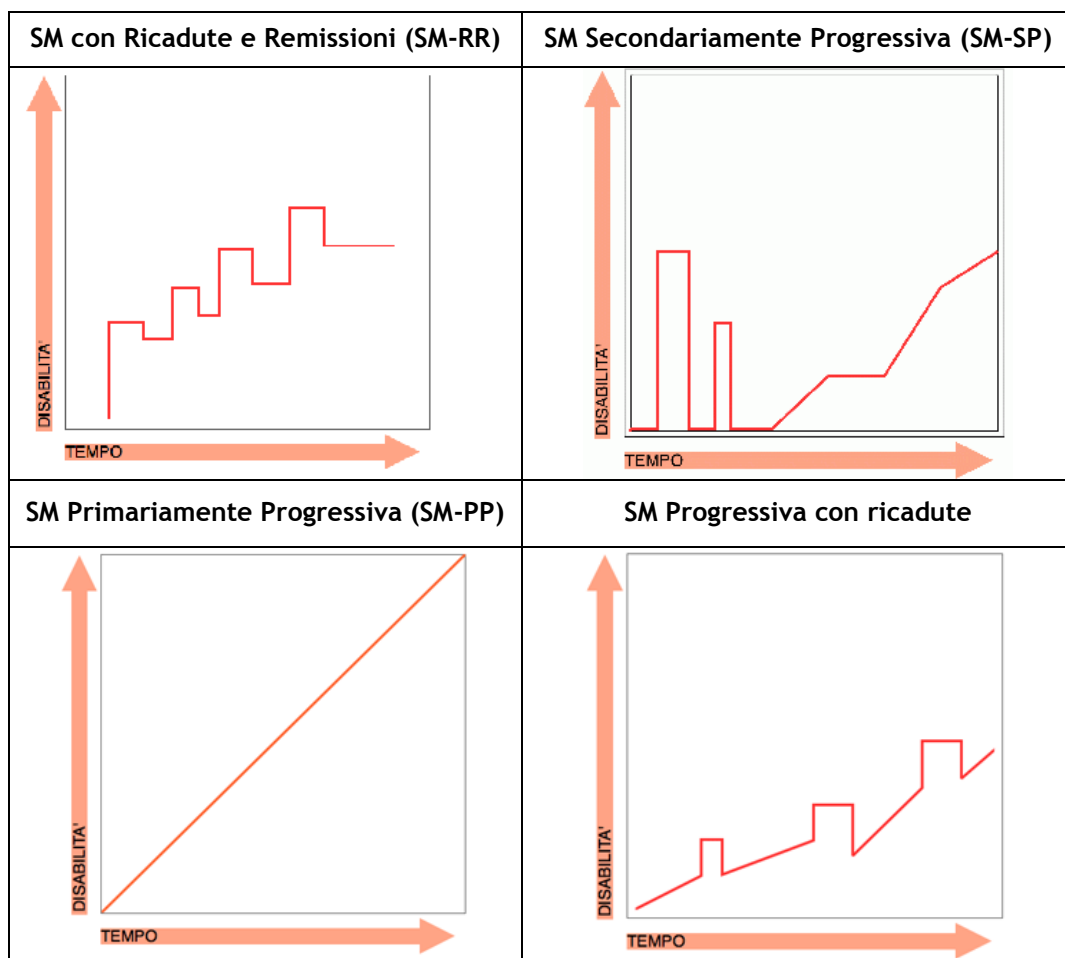 SM con Ricadute e Remissioni (SM-RR)
SM Secondariamente Progressiva (SM-SP)
DISABILITA'
TEMPO
DISABILITA'
TEMPO
SM Primariamente Progressiva (SM-PP)
SM Progressiva con ricadute
DISABILITA'
TEMPO
DISABILITA'
TEMPO